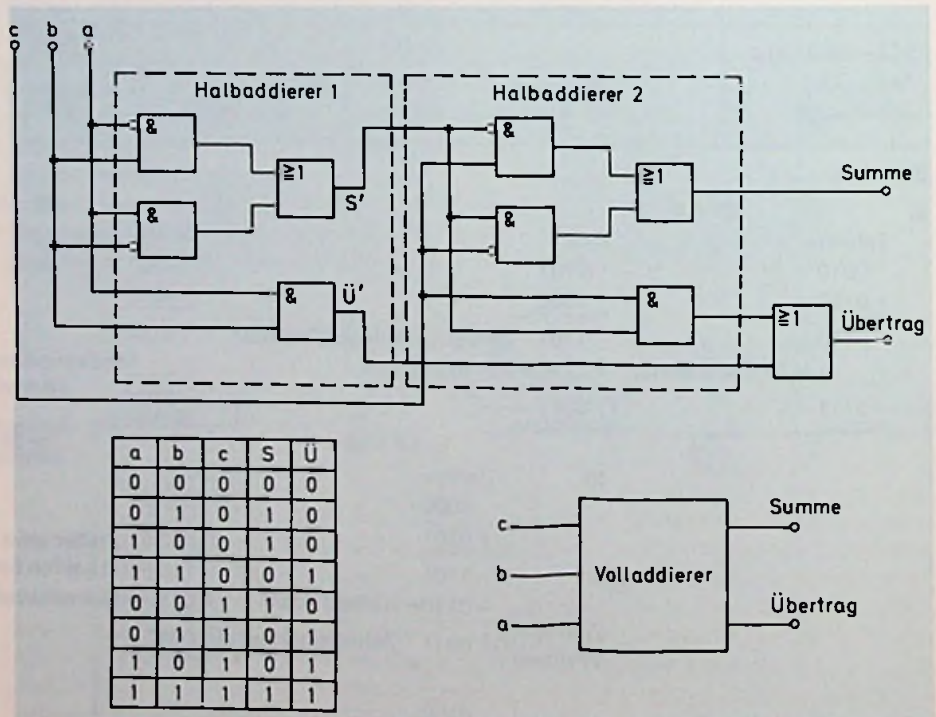 c b a
Halbaddierer 1
Halbaddierer 2
&
&
≧1
≧1
S'
Summe
&
&
&
Ü'
&
≧1
Übertrag
a b c S Ü
0 0 0 0 0
0 1 0 1 0
1 0 0 1 0
1 1 0 0 1
0 0 1 1 0
0 1 1 0 1
1 0 1 0 1
1 1 1 1 1
c
b
a
Volladdierer
Summe
Übertrag